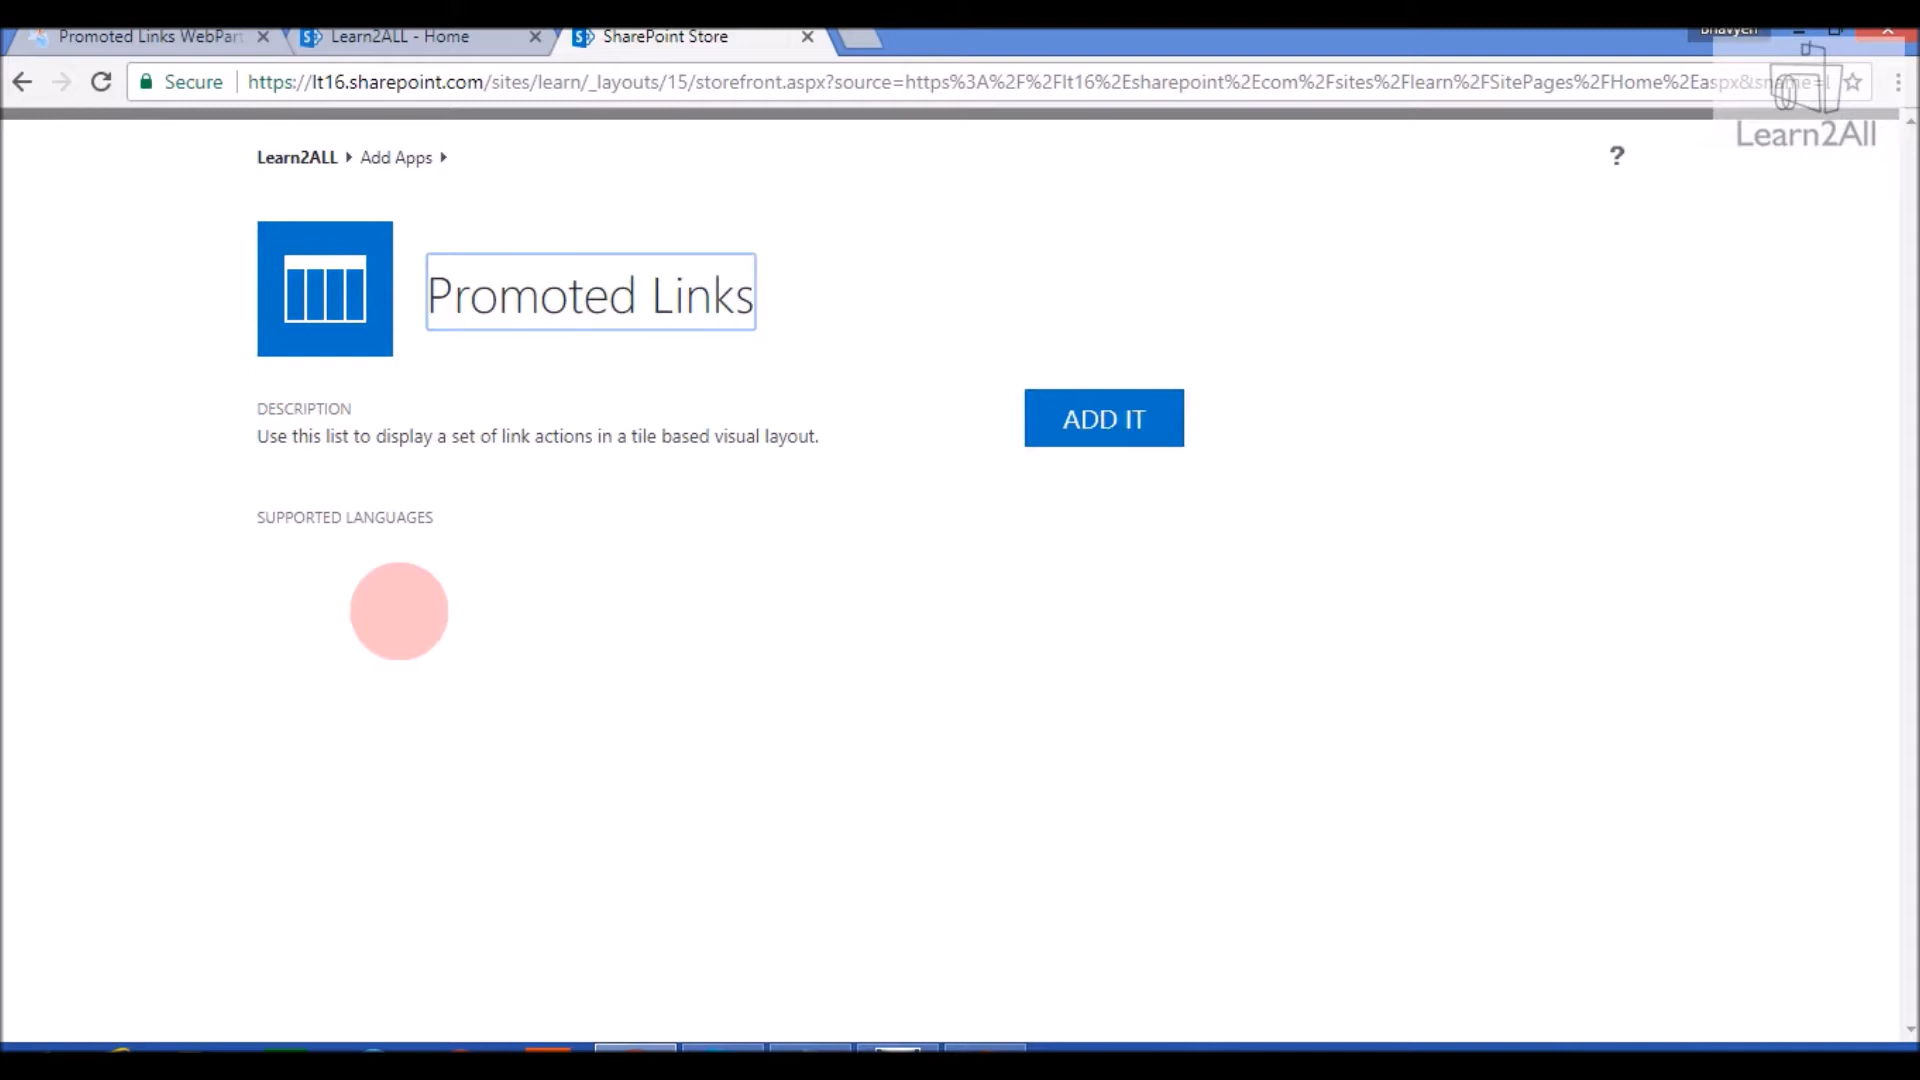 Promoted Links WebPart
Learn2ALL - Home
SharePoint Store
Bhavyen
Secure
https://lt16.sharepoint.com/sites/learn/_layouts/15/storefront.aspx?source=https%3A%2F%2Flt16%2Esharepoint%2Ecom%2Fsites%2Flearn%2FSitePages%2FHome%2Easpx&sname=
Learn2All
Learn2ALL
Add Apps
?
Promoted Links
DESCRIPTION
Use this list to display a set of link actions in a tile based visual layout.
ADD IT
SUPPORTED LANGUAGES